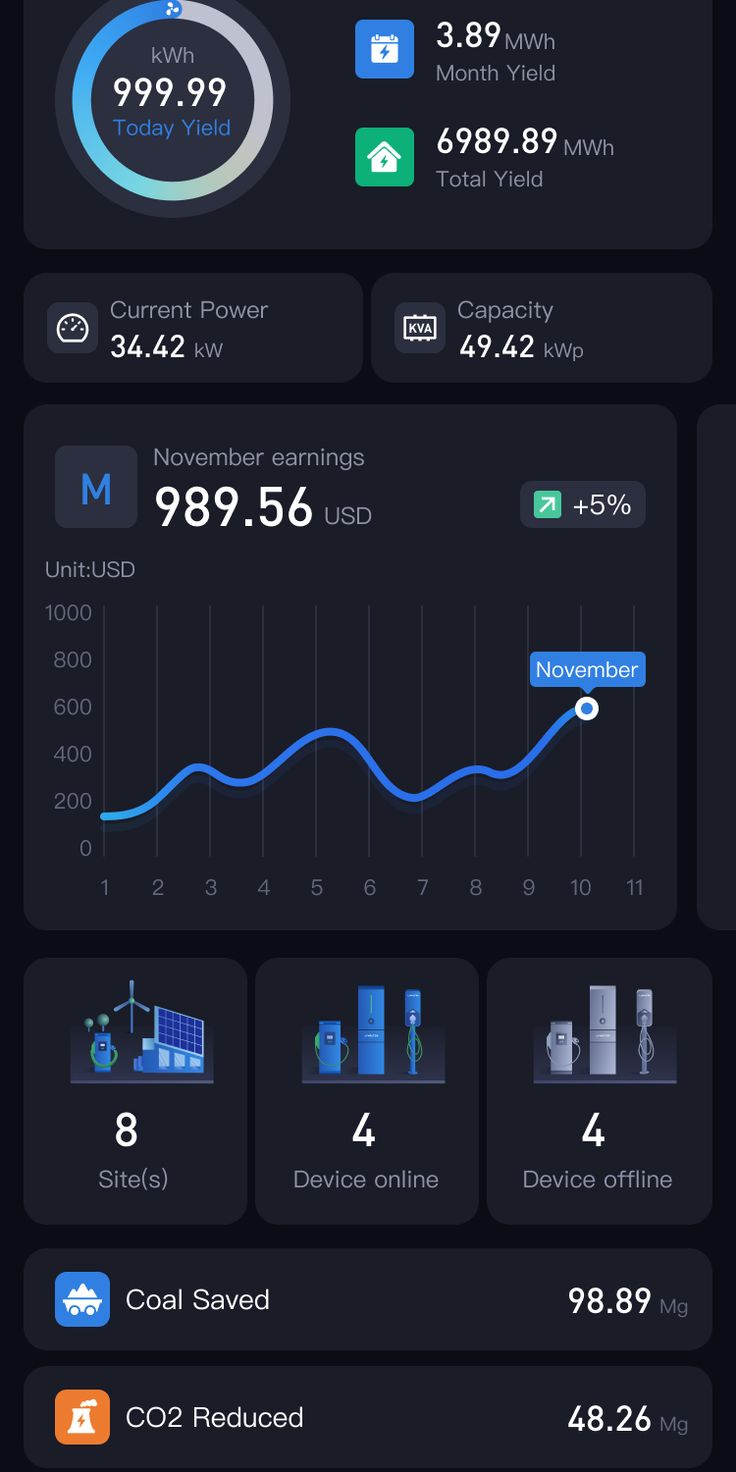 kWh
999.99
Today Yield
3.89 MWh
Month Yield
6989.89 MWh
Total Yield
Current Power
34.42 kW
KVA
Capacity
49.42 kWp
M
November earnings
989.56 USD
+5%
Unit:USD
1000
800
600
400
200
0
November
1 2 3 4 5 6 7 8 9 10 11
8
Site(s)
4
Device online
4
Device offline
Coal Saved
98.89 Mg
CO2 Reduced
48.26 Mg